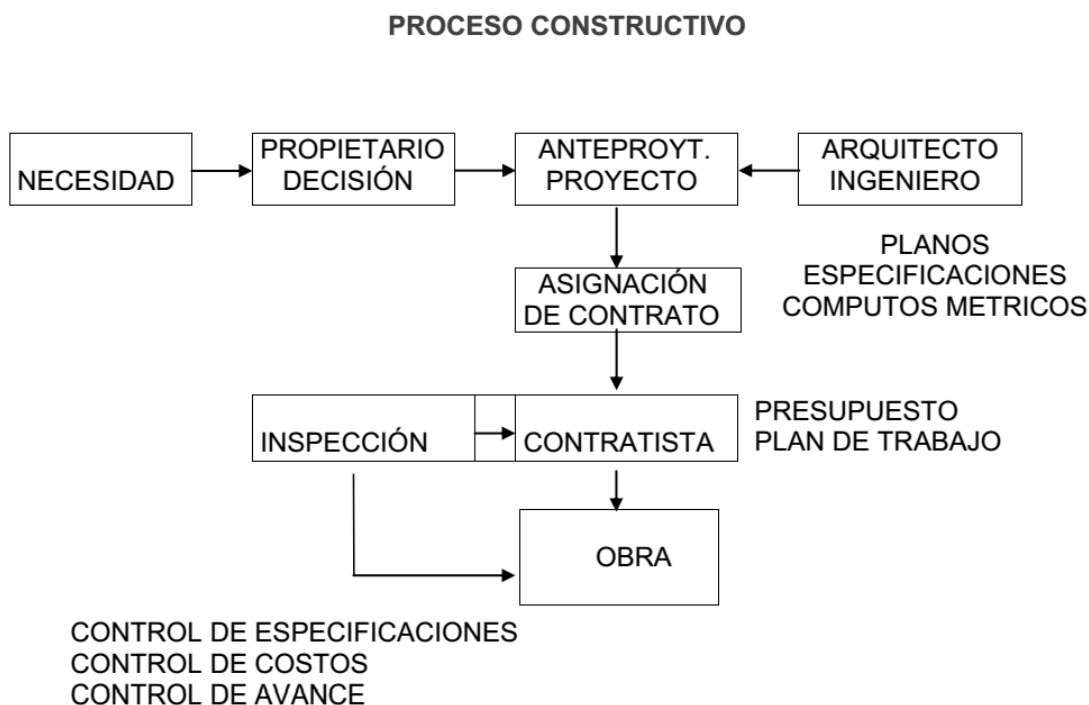 PROCESO CONSTRUCTIVO
NECESIDAD
PROPIETARIO
DECISIÓN
ANTEPROYT.
PROYECTO
ARQUITECTO
INGENIERO
PLANOS
ESPECIFICACIONES
COMPUTOS METRICOS
ASIGNACIÓN
DE CONTRATO
INSPECCIÓN
CONTRATISTA
PRESUPUESTO
PLAN DE TRABAJO
OBRA
CONTROL DE ESPECIFICACIONES
CONTROL DE COSTOS
CONTROL DE AVANCE